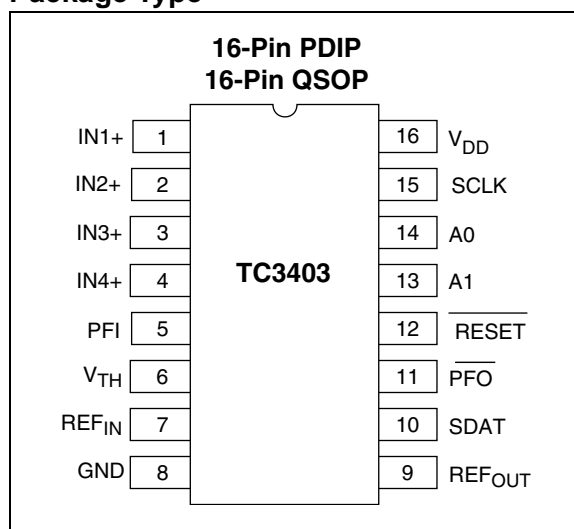 16-Pin PDIP
16-Pin QSOP
IN1+ 1 16 VDD
IN2+ 2 15 SCLK
IN3+ 3 14 A0
IN4+ 4 TC3403 13 A1
PFI 5 12 RESET
VTH 6 11 PFO
REFIN 7 10 SDAT
GND 8 9 REFOUT